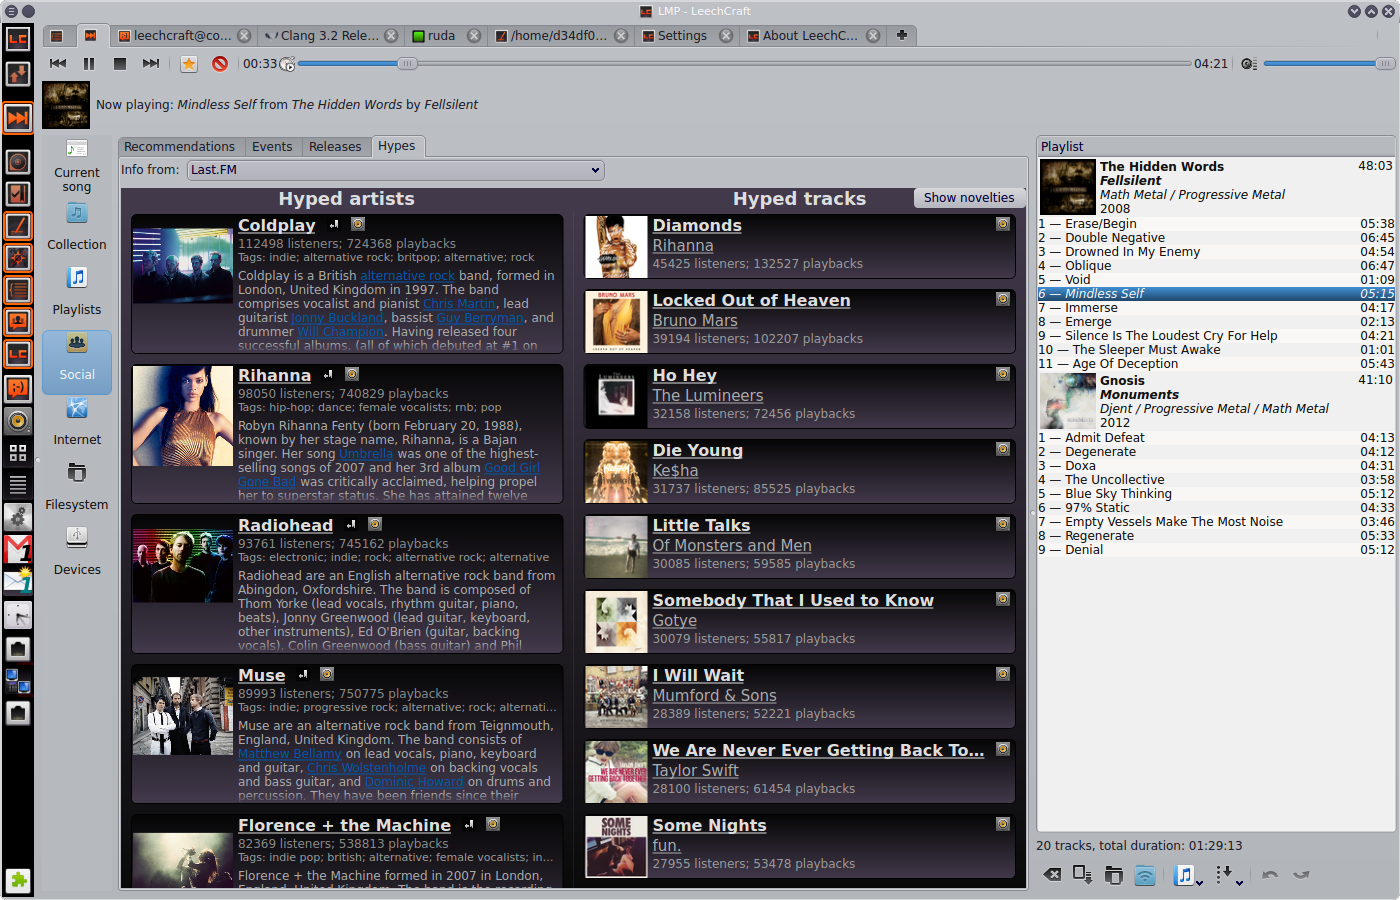 LMP - LeechCraft
leechcraft@co...
Clang 3.2 Rele...
ruda
/home/d34df0...
Settings
About LeechC...
00:33
04:21
Now playing: Mindless Self from The Hidden Words by Fellsilent
Current song
Collection
Playlists
Social
Internet
Filesystem
Devices
Recommendations
Events
Releases
Hypes
Info from:
Last.FM
Hyped artists
Coldplay
112498 listeners; 724368 playbacks
Tags: indie; alternative rock; britpop; alternative; rock
Coldplay is a British alternative rock band, formed in
London, United Kingdom in 1997. The band
comprises vocalist and pianist Chris Martin, lead
guitarist Jonny Buckland, bassist Guy Berryman, and
drummer Will Champion. Having released four
successful albums, (all of which debuted at #1 on
Rihanna
98050 listeners; 740829 playbacks
Tags: hip-hop; dance; female vocalists; rnb; pop
Robyn Rihanna Fenty (born February 20, 1988),
known by her stage name, Rihanna, is a Bajan
singer. Her song Umbrella was one of the highest-
selling songs of 2007 and her 3rd album Good Girl
Gone Bad was critically acclaimed, helping propel
her to superstar status. She has attained twelve
Radiohead
93761 listeners; 745162 playbacks
Tags: electronic; indie; rock; alternative rock; alternative
Radiohead are an English alternative rock band from
Abingdon, Oxfordshire. The band is composed of
Thom Yorke (lead vocals, rhythm guitar, piano,
beats), Jonny Greenwood (lead guitar, keyboard,
other instruments), Ed O'Brien (guitar, backing
vocals), Colin Greenwood (bass guitar) and Phil
Muse
89993 listeners; 750775 playbacks
Tags: indie; progressive rock; alternative; rock; alternati...
Muse are an alternative rock band from Teignmouth,
England, United Kingdom. The band consists of
Matthew Bellamy on lead vocals, piano, keyboard
and guitar, Chris Wolstenholme on backing vocals
and bass guitar, and Dominic Howard on drums and
percussion. They have been friends since their
Florence + the Machine
82369 listeners; 538813 playbacks
Tags: indie pop; british; alternative; female vocalists; in...
Florence + the Machine formed in 2007 in London,
England, United Kingdom. The band is the recording
Hyped tracks
Show novelties
Diamonds
Rihanna
45425 listeners; 132527 playbacks
BRUNO MARS
Locked Out of Heaven
Bruno Mars
39194 listeners; 102207 playbacks
Ho Hey
The Lumineers
32158 listeners; 72456 playbacks
Die Young
Ke$ha
31737 listeners; 85525 playbacks
Little Talks
Of Monsters and Men
30085 listeners; 59585 playbacks
Somebody That I Used to Know
Gotye
30079 listeners; 55817 playbacks
I Will Wait
Mumford & Sons
28389 listeners; 52221 playbacks
We Are Never Ever Getting Back To...
Taylor Swift
28100 listeners; 61454 playbacks
SOME
NIGHTS
Some Nights
fun.
27955 listeners; 53478 playbacks
Playlist
The Hidden Words 48:03
Fellsilent
Math Metal / Progressive Metal
2008
1 — Erase/Begin 05:38
2 — Double Negative 06:45
3 — Drowned In My Enemy 04:54
4 — Oblique 06:47
5 — Void 01:09
6 — Mindless Self 05:15
7 — Immerse 04:17
8 — Emerge 02:13
9 — Silence Is The Loudest Cry For Help 04:21
10 — The Sleeper Must Awake 01:01
11 — Age Of Deception 05:43
Gnosis 41:10
Monuments
Djent / Progressive Metal / Math Metal
2012
1 — Admit Defeat 04:13
2 — Degenerate 04:12
3 — Doxa 04:31
4 — The Uncollective 03:58
5 — Blue Sky Thinking 05:12
6 — 97% Static 04:33
7 — Empty Vessels Make The Most Noise 03:46
8 — Regenerate 05:33
9 — Denial 05:12
20 tracks, total duration: 01:29:13